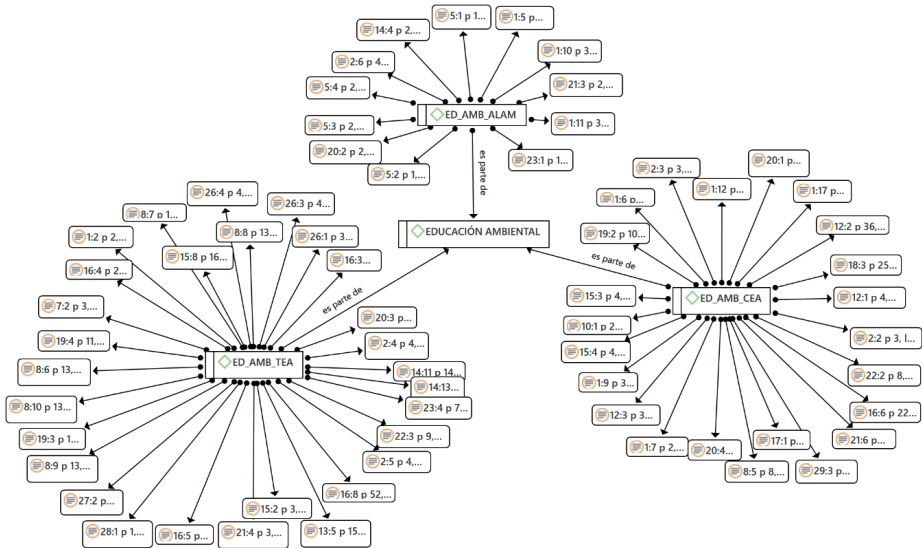 5:1 p 1...
1:5 p...
14:4 p 2,...
1:10 p 3...
2:6 p 4...
21:3 p 2,...
5:4 p 2,...
ED_AMB_ALAM
1:11 p 3...
5:3 p 2,...
20:2 p 2,...
5:2 p 1,...
23:1 p 1...
es parte de
EDUCACIÓN AMBIENTAL
es parte de
es parte de
26:4 p 4,...
26:3 p 4...
8:7 p 1...
8:8 p 13...
26:1 p 3...
1:2 p 2,...
15:8 p 16...
16:3...
16:4 p 2...
7:2 p 3,...
20:3 p...
19:4 p 11,...
2:4 p 4,...
ED_AMB_TEA
8:6 p 13,...
14:11 p 14...
14:13...
8:10 p 13...
23:4 p 7...
19:3 p 1...
22:3 p 9,...
8:9 p 13,...
2:5 p 4,...
27:2 p...
16:8 p 52,...
15:2 p 3,...
28:1 p 1,...
16:5 p...
21:4 p 3,...
13:5 p 15...
2:3 p 3,...
20:1 p...
1:6 p...
1:12 p...
1:17 p...
19:2 p 10...
12:2 p 36,...
18:3 p 25...
15:3 p 4,...
ED_AMB_CEA
12:1 p 4,...
10:1 p 2...
15:4 p 4,...
2:2 p 3, l...
1:9 p 3...
22:2 p 8,...
12:3 p 3...
16:6 p 22...
1:7 p 2,...
20:4...
17:1 p...
21:6 p...
8:5 p 8,...
29:3 p...